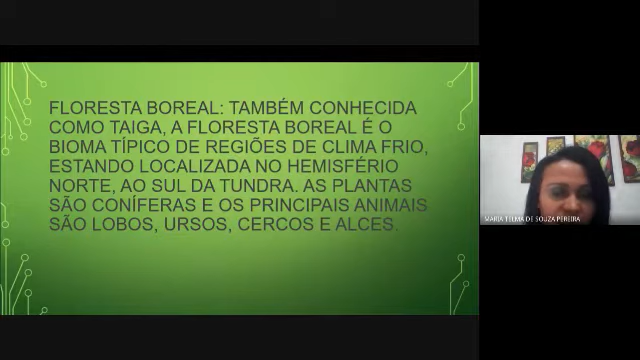 FLORESTA BOREAL: TAMBÉM CONHECIDA
COMO TAIGA, A FLORESTA BOREAL É O
BIOMA TÍPICO DE REGIÕES DE CLIMA FRIO,
ESTANDO LOCALIZADA NO HEMISFÉRIO
NORTE, AO SUL DA TUNDRA. AS PLANTAS
SÃO CONÍFERAS E OS PRINCIPAIS ANIMAIS
SÃO LOBOS, URSOS, CERCOS E ALCES.
MARIA TELMA DE SOUZA PEREIRA